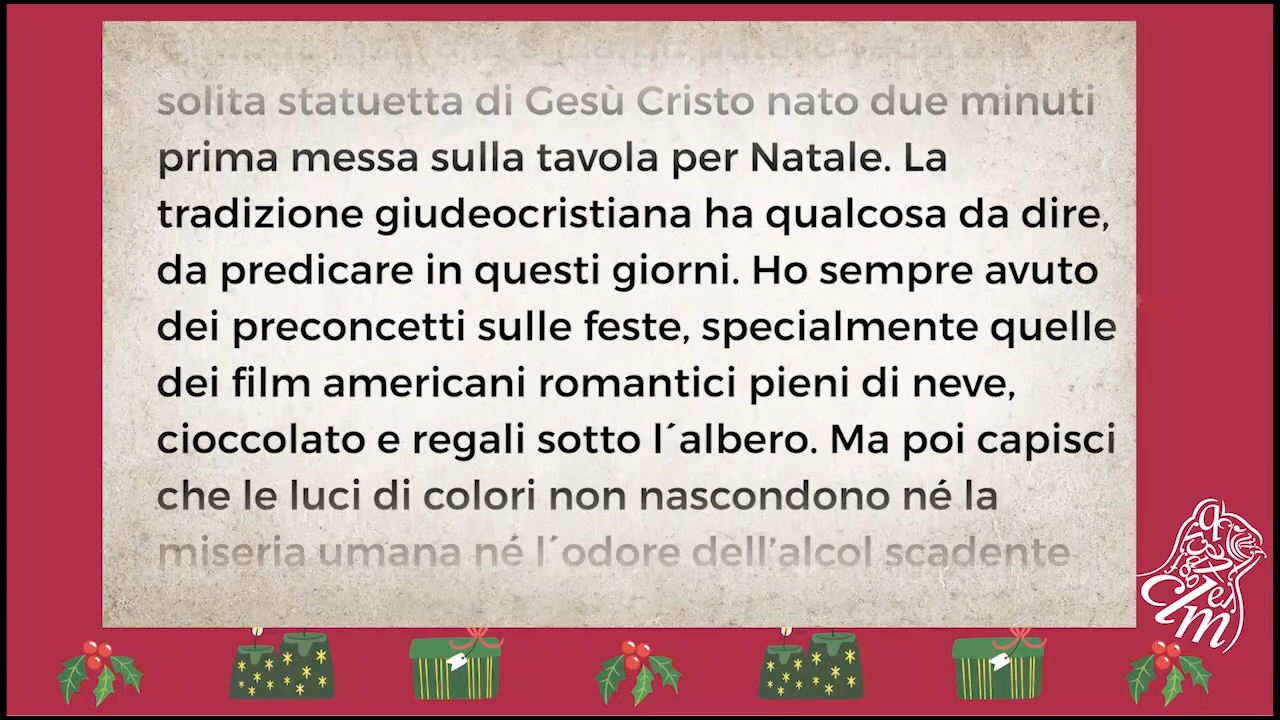 solita statuetta di Gesù Cristo nato due minuti
prima messa sulla tavola per Natale. La
tradizione giudeocristiana ha qualcosa da dire,
da predicare in questi giorni. Ho sempre avuto
dei preconcetti sulle feste, specialmente quelle
dei film americani romantici pieni di neve,
cioccolato e regali sotto l´albero. Ma poi capisci
che le luci di colori non nascondono né la
miseria umana né l´odore dell’alcol scadente